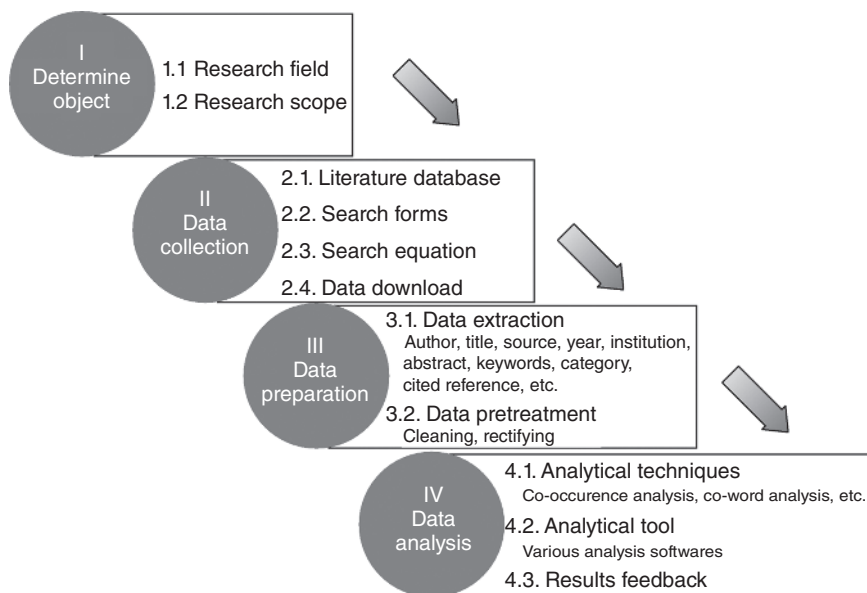 I
Determine
object
1.1 Research field
1.2 Research scope
II
Data
collection
2.1. Literature database
2.2. Search forms
2.3. Search equation
2.4. Data download
III
Data
preparation
3.1. Data extraction
Author, title, source, year, institution,
abstract, keywords, category,
cited reference, etc.
3.2. Data pretreatment
Cleaning, rectifying
IV
Data
analysis
4.1. Analytical techniques
Co-occurence analysis, co-word analysis, etc.
4.2. Analytical tool
Various analysis softwares
4.3. Results feedback